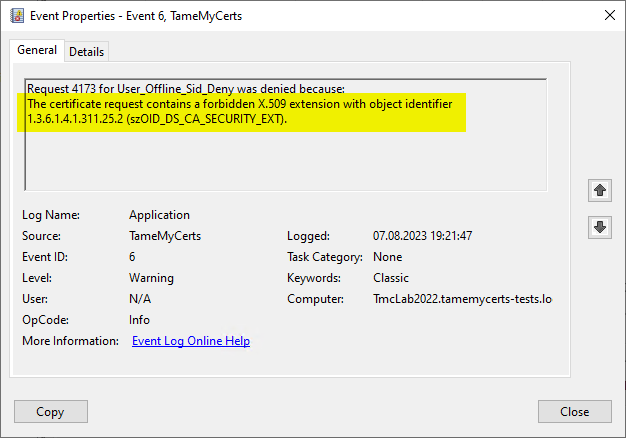 Event Properties - Event 6, TameMyCerts
General
Details
Request 4173 for User_Offline_Sid_Deny was denied because:
The certificate request contains a forbidden X.509 extension with object identifier
1.3.6.1.4.1.311.25.2 (szOID_DS_CA_SECURITY_EXT).
Log Name: Application
Source: TameMyCerts Logged: 07.08.2023 19:21:47
Event ID: 6 Task Category: None
Level: Warning Keywords: Classic
User: N/A Computer: TmcLab2022.tamemycerts-tests.lo
OpCode: Info
More Information: Event Log Online Help
Copy Close